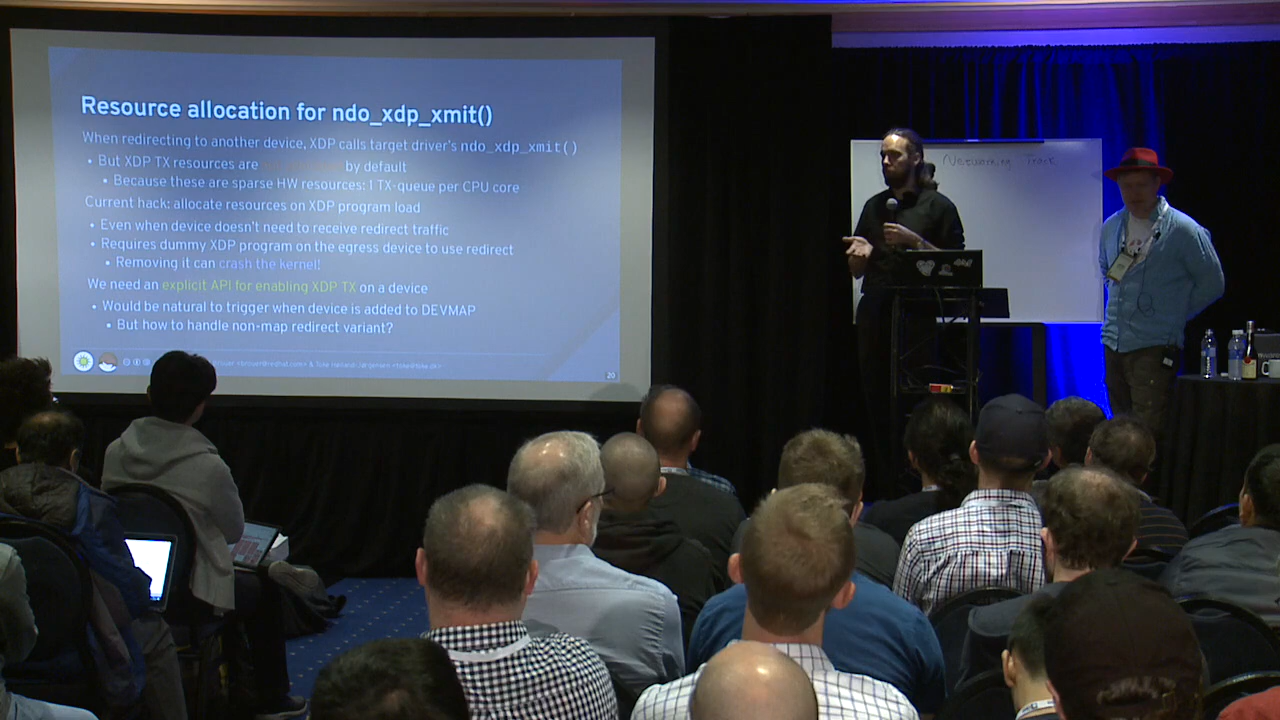 Resource allocation for ndo_xdp_xmit()
When redirecting to another device, XDP calls target driver's ndo_xdp_xmit()
• But XDP TX resources are by default
• Because these are sparse HW resources: 1 TX-queue per CPU core
Current hack: allocate resources on XDP program load
• Even when device doesn't need to receive redirect traffic
• Requires dummy XDP program on the egress device to use redirect
• Removing it can crash the kernel!
We need an explicit API for enabling XDP TX on a device
• Would be natural to trigger when device is added to DEVMAP
• But how to handle non-map redirect variant?
20
Networking Track